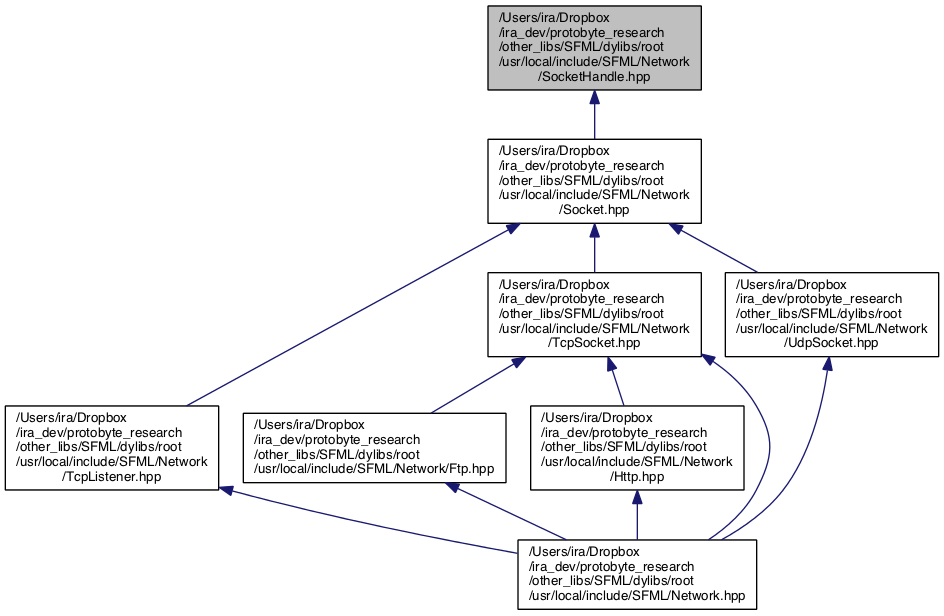 /Users/ira/Dropbox
/ira_dev/protobyte_research
/other_libs/SFML/dylibs/root
/usr/local/include/SFML/Network
/SocketHandle.hpp
/Users/ira/Dropbox
/ira_dev/protobyte_research
/other_libs/SFML/dylibs/root
/usr/local/include/SFML/Network
/Socket.hpp
/Users/ira/Dropbox
/ira_dev/protobyte_research
/other_libs/SFML/dylibs/root
/usr/local/include/SFML/Network
/TcpSocket.hpp
/Users/ira/Dropbox
/ira_dev/protobyte_research
/other_libs/SFML/dylibs/root
/usr/local/include/SFML/Network
/UdpSocket.hpp
/Users/ira/Dropbox
/ira_dev/protobyte_research
/other_libs/SFML/dylibs/root
/usr/local/include/SFML/Network
/TcpListener.hpp
/Users/ira/Dropbox
/ira_dev/protobyte_research
/other_libs/SFML/dylibs/root
/usr/local/include/SFML/Network/Ftp.hpp
/Users/ira/Dropbox
/ira_dev/protobyte_research
/other_libs/SFML/dylibs/root
/usr/local/include/SFML/Network
/Http.hpp
/Users/ira/Dropbox
/ira_dev/protobyte_research
/other_libs/SFML/dylibs/root
/usr/local/include/SFML/Network.hpp